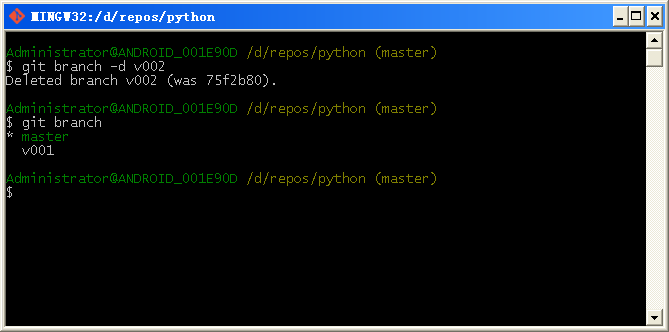 MINGW32:/d/repos/python
Administrator@ANDROID_001E90D /d/repos/python (master)
$ git branch -d v002
Deleted branch v002 (was 75f2b80).
Administrator@ANDROID_001E90D /d/repos/python (master)
$ git branch
* master
  v001
Administrator@ANDROID_001E90D /d/repos/python (master)
$